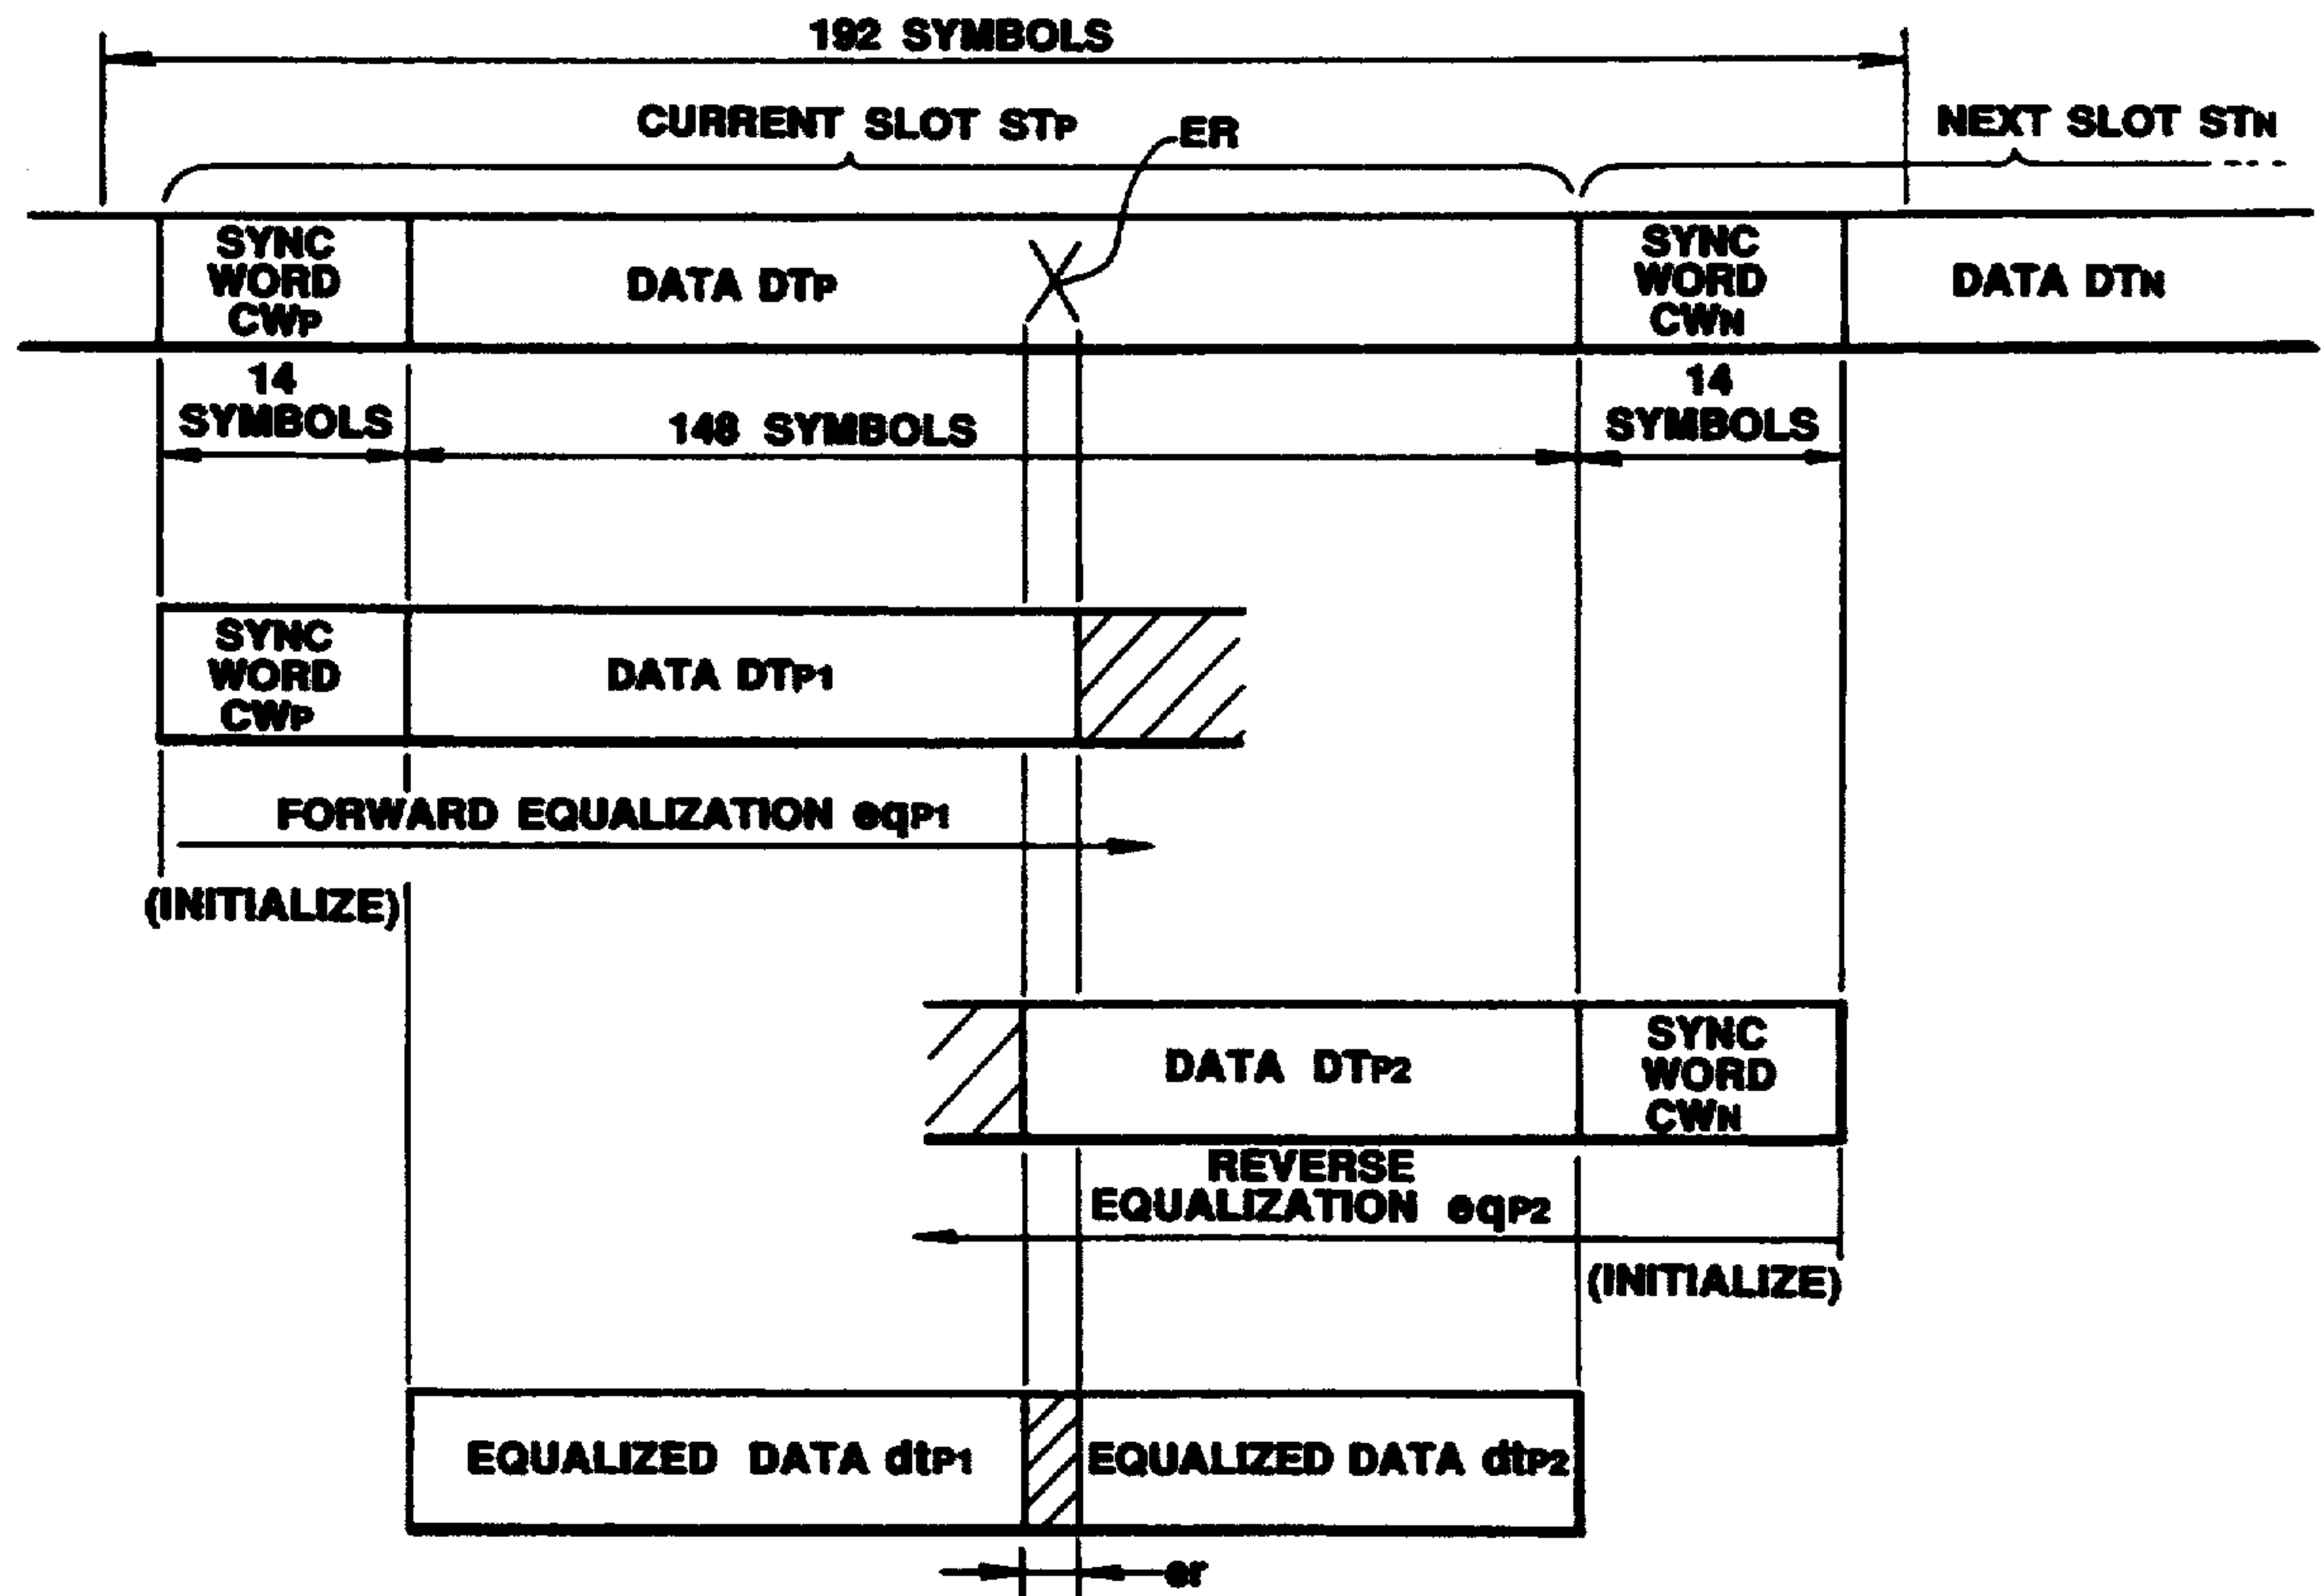 192 SYMBOLS
CURRENT SLOT STP
ER
NEXT SLOT STN
SYNC
WORD
CWP
DATA DTP
SYNC
WORD
CWN
DATA DTN
14
SYMBOLS
148 SYMBOLS
14
SYMBOLS
SYNC
WORD
CWP
DATA DTP1
FORWARD EQUALIZATION eqP1
(INITIALIZE)
DATA DTP2
SYNC
WORD
CWN
REVERSE
EQUALIZATION eqP2
(INITIALIZE)
EQUALIZED DATA dtP1
EQUALIZED DATA dtP2
er